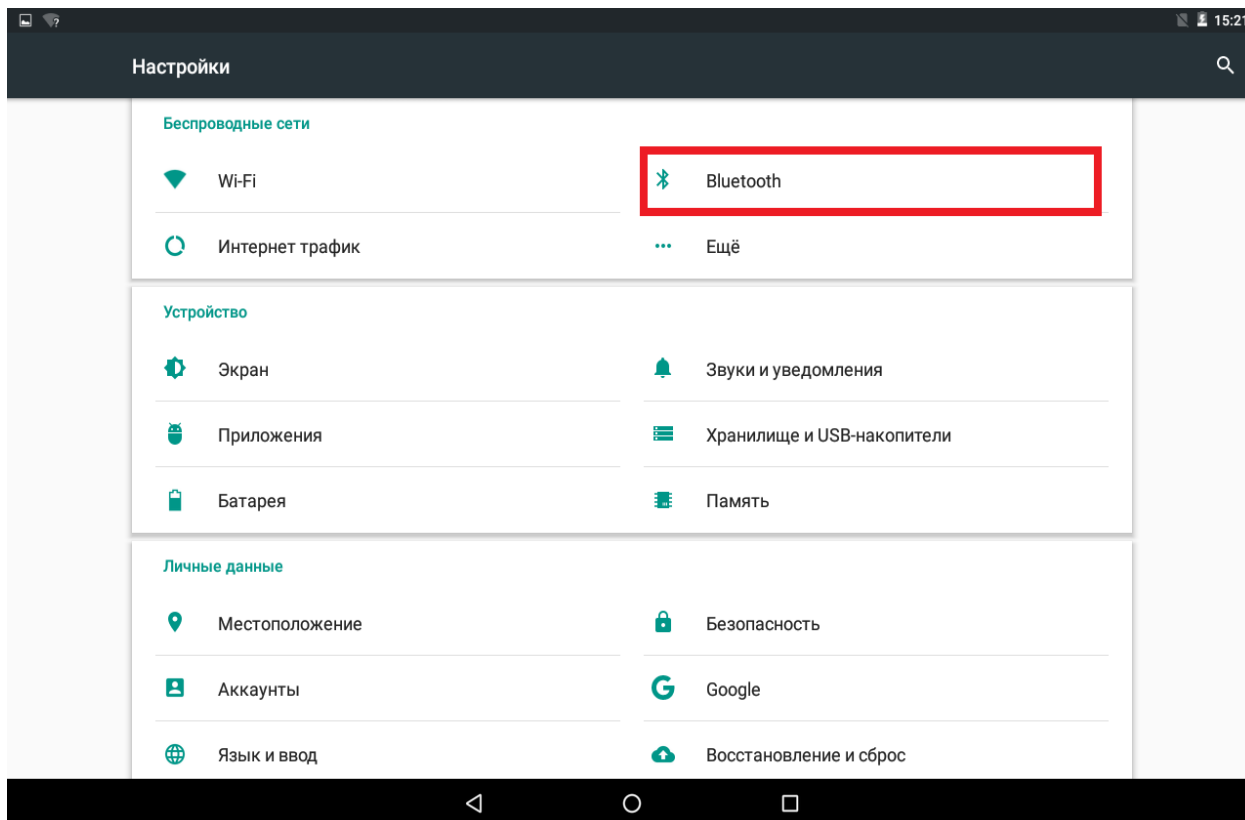 15:21
Настройки
Беспроводные сети
Wi-Fi
Bluetooth
Интернет трафик
Ещё
Устройство
Экран
Звуки и уведомления
Приложения
Хранилище и USB-накопители
Батарея
Память
Личные данные
Местоположение
Безопасность
Аккаунты
Google
Язык и ввод
Восстановление и сброс